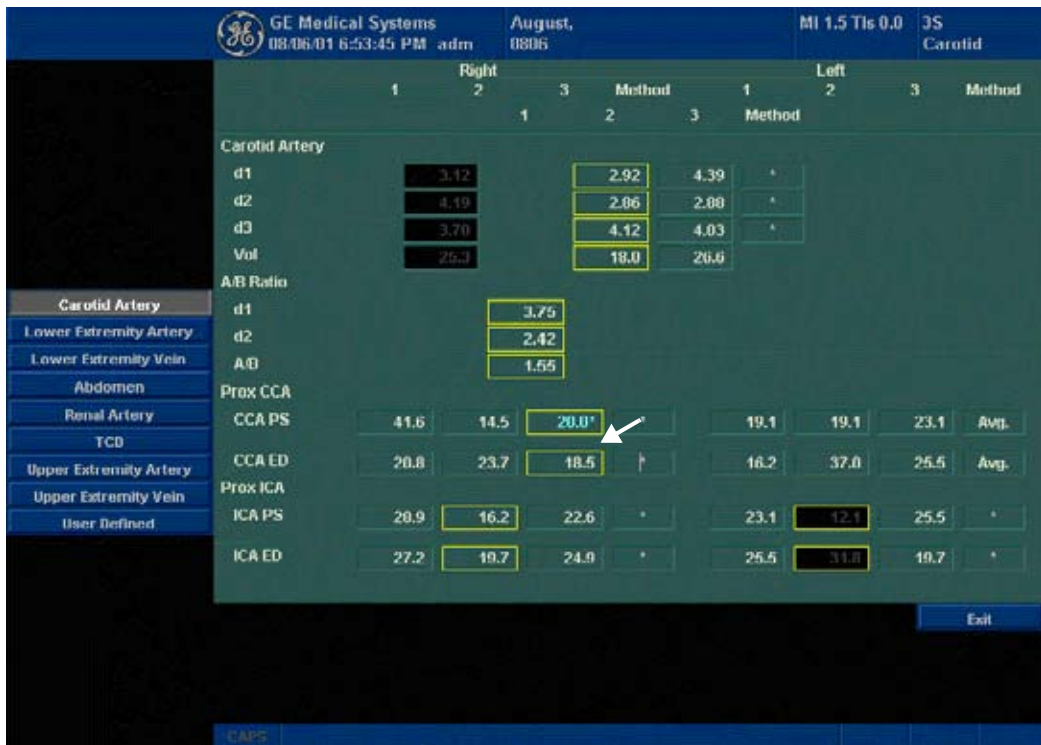 GE Medical Systems August, MI 1.5 TIs 0.0 3S
08/06/01 6:53:45 PM adm 0806 Carotid
Right Left
1 2 3 Method 1 2 3 Method
1 2 3 Method
Carotid Artery
d1 3.12 2.92 4.39 *
d2 4.19 2.86 2.88 *
d3 3.70 4.12 4.03 *
Vol 25.3 18.0 26.6
A/B Ratio
d1 3.75
d2 2.42
A/B 1.55
Prox CCA
CCA PS 41.6 14.5 20.0* * 19.1 19.1 23.1 Avg.
CCA ED 20.8 23.7 18.5 16.2 37.0 25.5 Avg.
Prox ICA
ICA PS 28.9 16.2 22.6 * 23.1 12.1 25.5 *
ICA ED 27.2 19.7 24.9 * 25.5 31.8 19.7 *
Carotid Artery
Lower Extremity Artery
Lower Extremity Vein
Abdomen
Renal Artery
TCD
Upper Extremity Artery
Upper Extremity Vein
User Defined
Exit
CAPS